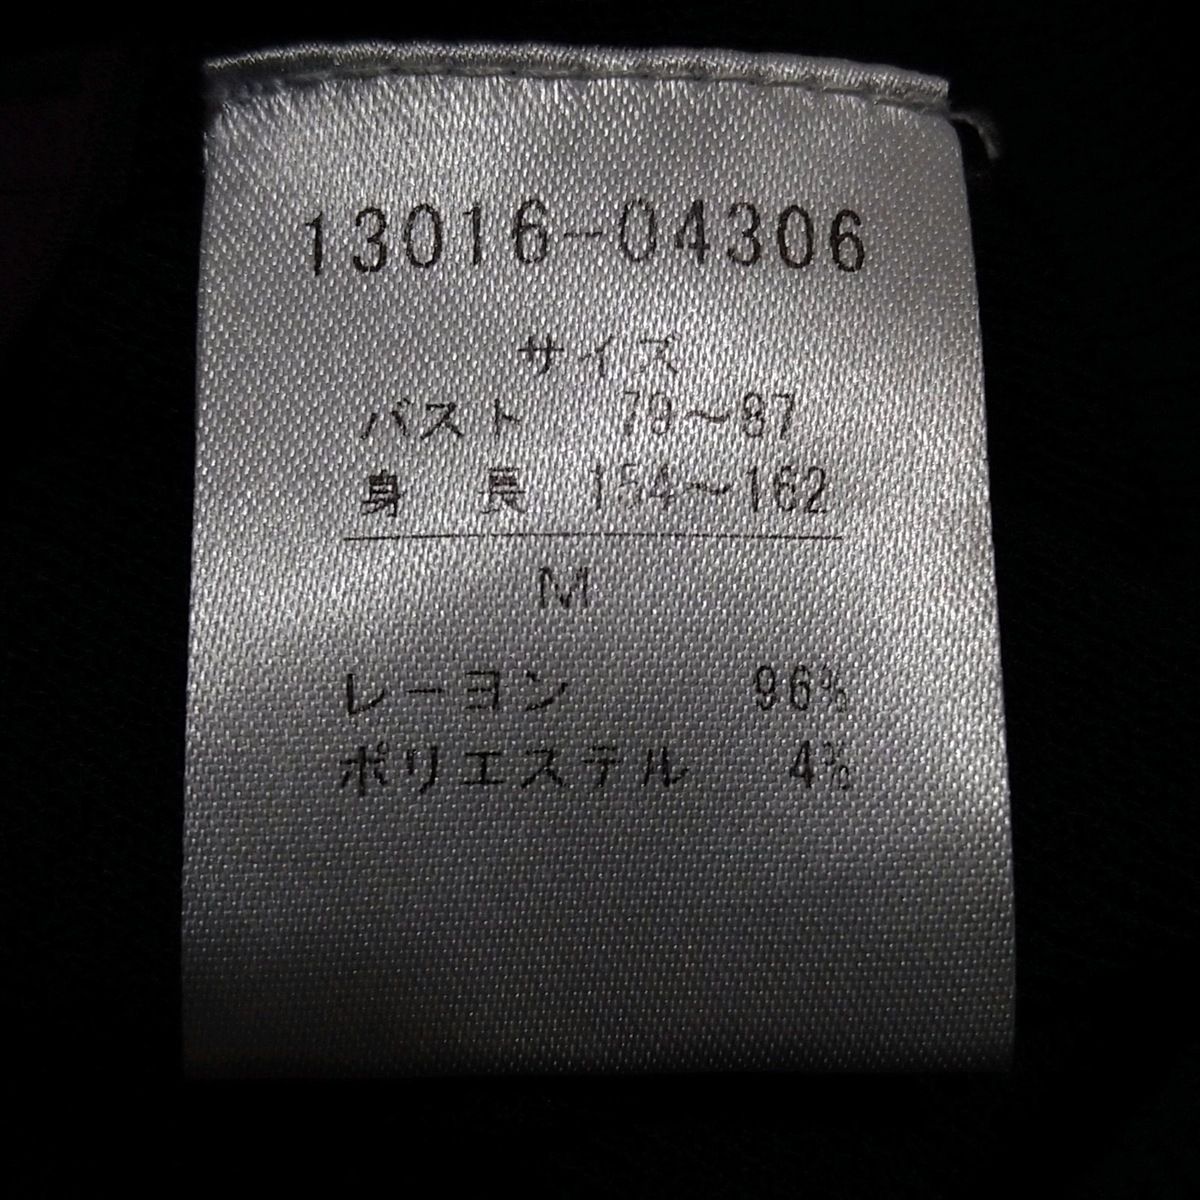 13016-04306
サイズ
バスト 79～87
身 長 154～162
M
レーヨン 96%
ポリエステル 4%